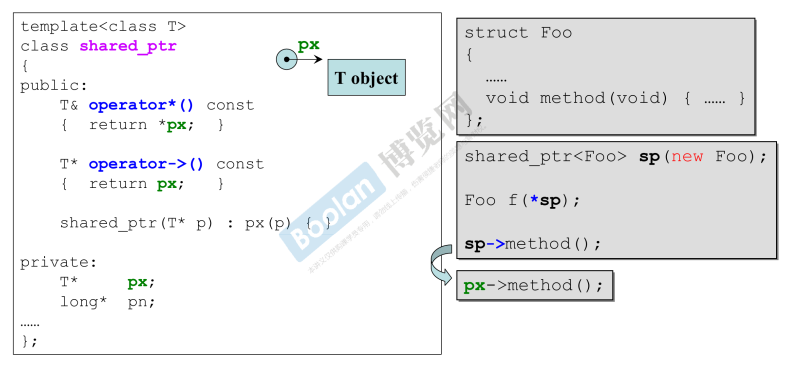 template<class T>
class shared_ptr
{
public:
T& operator*() const
{ return *px; }
T* operator->() const
{ return px; }
shared_ptr(T* p) : px(p) { }
private:
T* px;
long* pn;
……
};
px
T object
struct Foo
{
……
void method(void) { …… }
};
shared_ptr<Foo> sp(new Foo);
Foo f(*sp);
sp->method();
px->method();
Boolan 博览网